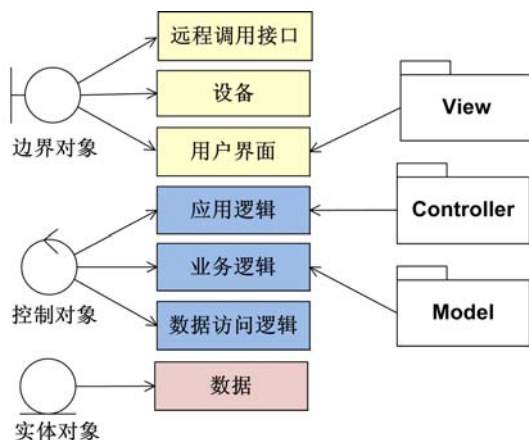 远程调用接口
设备
用户界面
边界对象
View
应用逻辑
Controller
业务逻辑
控制对象
数据访问逻辑
Model
数据
实体对象